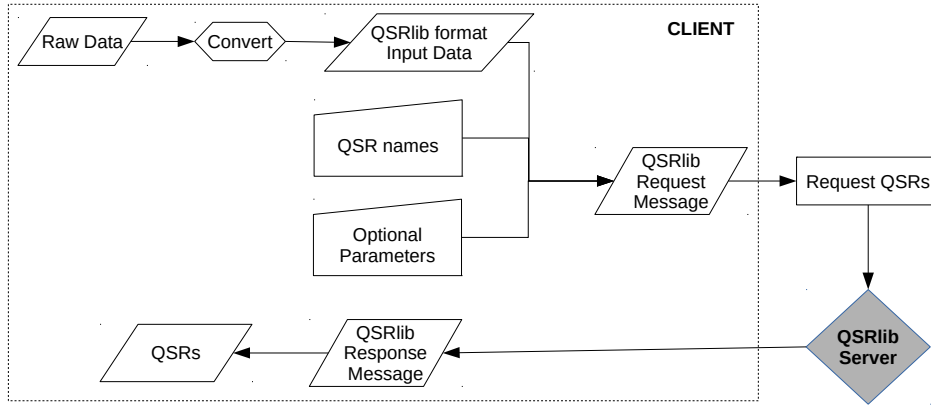 CLIENT
Raw Data
Convert
QSRlib format
Input Data
QSR names
Optional
Parameters
QSRlib
Request
Message
Request QSRs
QSRlib
Server
QSRlib
Response
Message
QSRs